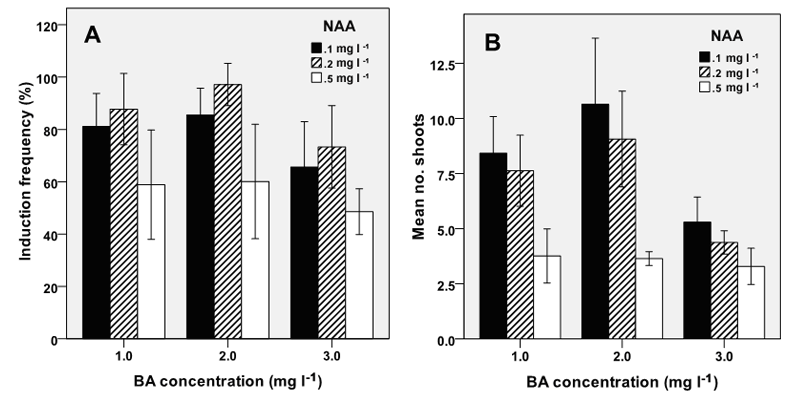 A
NAA
.1 mg l⁻¹
.2 mg l⁻¹
.5 mg l⁻¹
120
100
80
60
40
20
0
Induction frequency (%)
1.0 2.0 3.0
BA concentration (mg l⁻¹)
B
NAA
.1 mg l⁻¹
.2 mg l⁻¹
.5 mg l⁻¹
12.5
10.0
7.5
5.0
2.5
0.0
Mean no. shoots
1.0 2.0 3.0
BA concentration (mg l⁻¹)